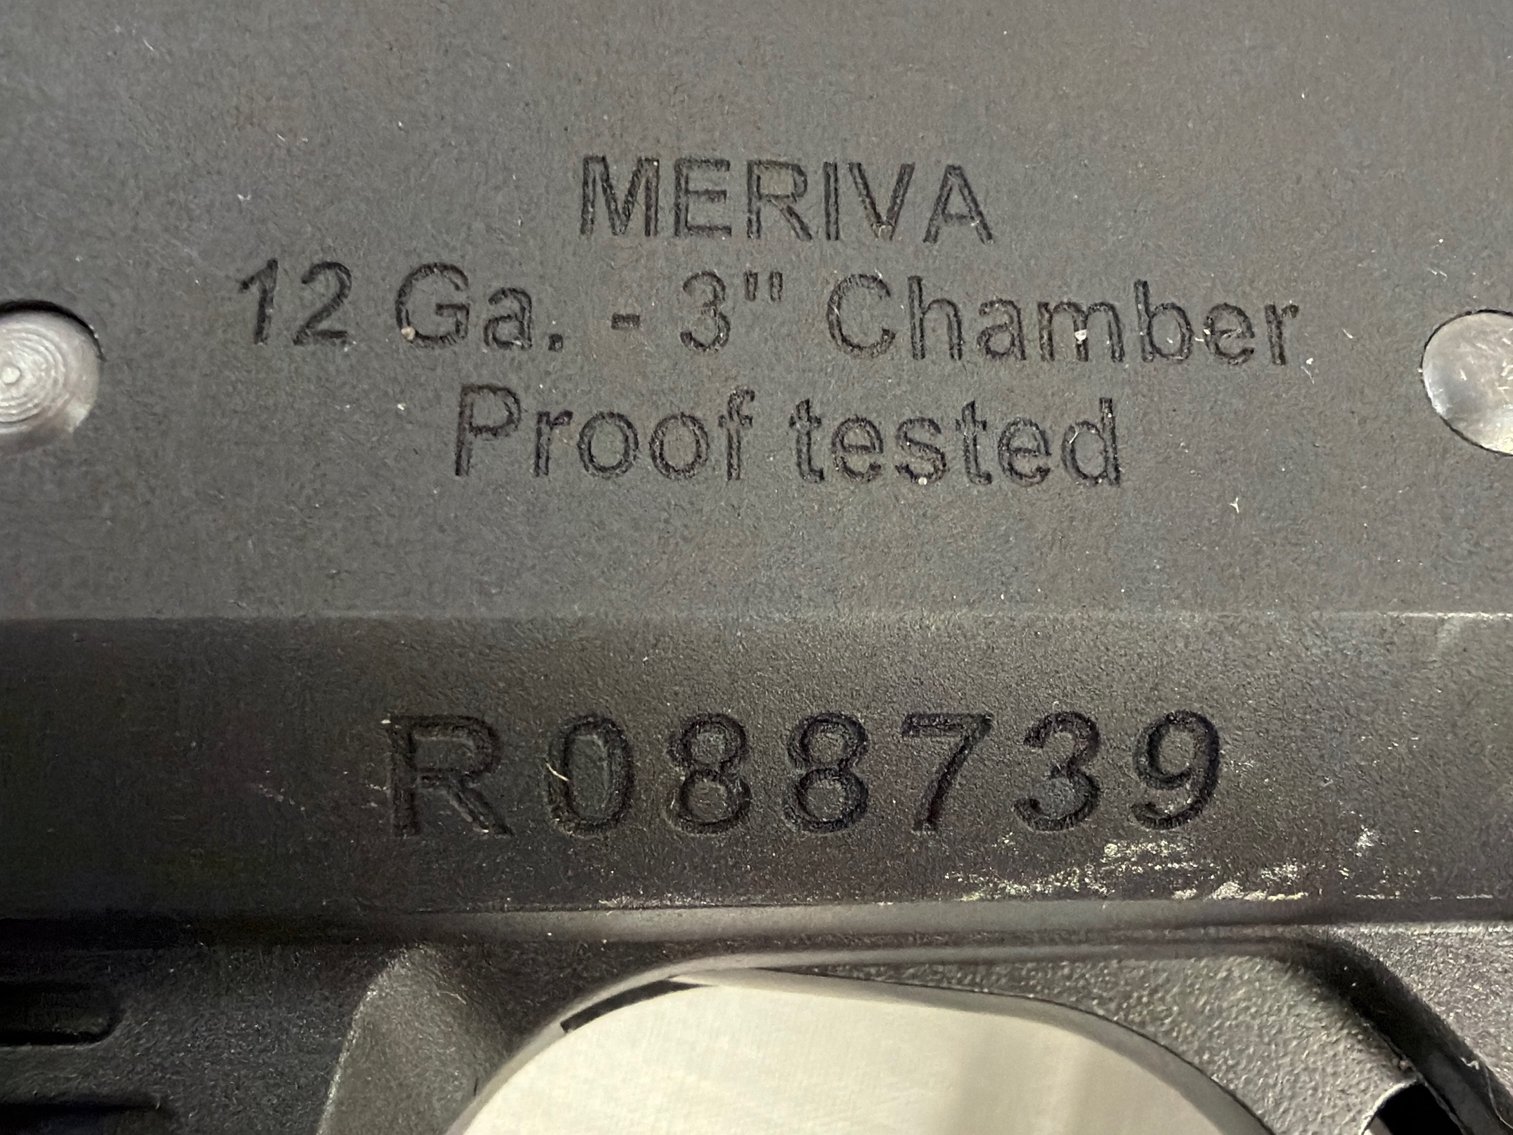 MERIVA
12 Ga. - 3" Chamber
Proof tested
R088739